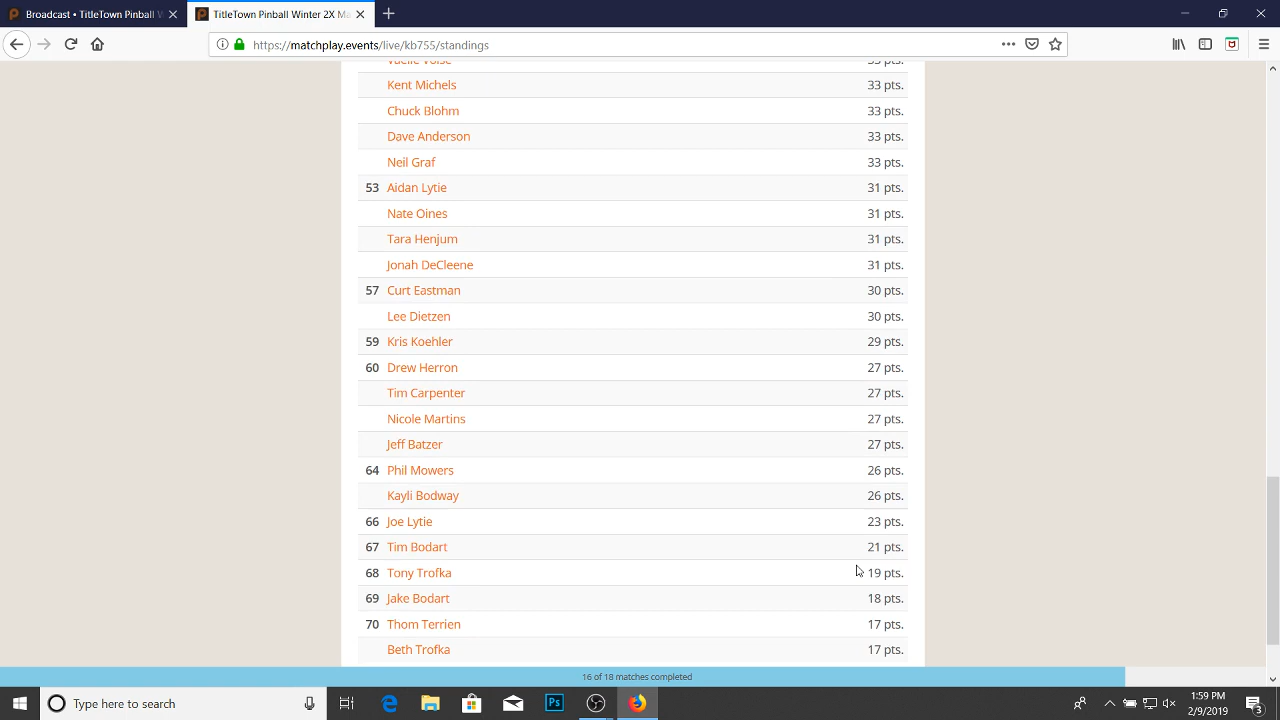 Broadcast • TitleTown Pinball W
TitleTown Pinball Winter 2X Ma
https://matchplay.events/live/kb755/standings
33 pts.
Kent Michels 33 pts.
Chuck Blohm 33 pts.
Dave Anderson 33 pts.
Neil Graf 33 pts.
53 Aidan Lytie 31 pts.
Nate Oines 31 pts.
Tara Henjum 31 pts.
Jonah DeCleene 31 pts.
57 Curt Eastman 30 pts.
Lee Dietzen 30 pts.
59 Kris Koehler 29 pts.
60 Drew Herron 27 pts.
Tim Carpenter 27 pts.
Nicole Martins 27 pts.
Jeff Batzer 27 pts.
64 Phil Mowers 26 pts.
Kayli Bodway 26 pts.
66 Joe Lytie 23 pts.
67 Tim Bodart 21 pts.
68 Tony Trofka 19 pts.
69 Jake Bodart 18 pts.
70 Thom Terrien 17 pts.
Beth Trofka 17 pts.
16 of 18 matches completed
Type here to search
Ps
1:59 PM
2/9/2019
3